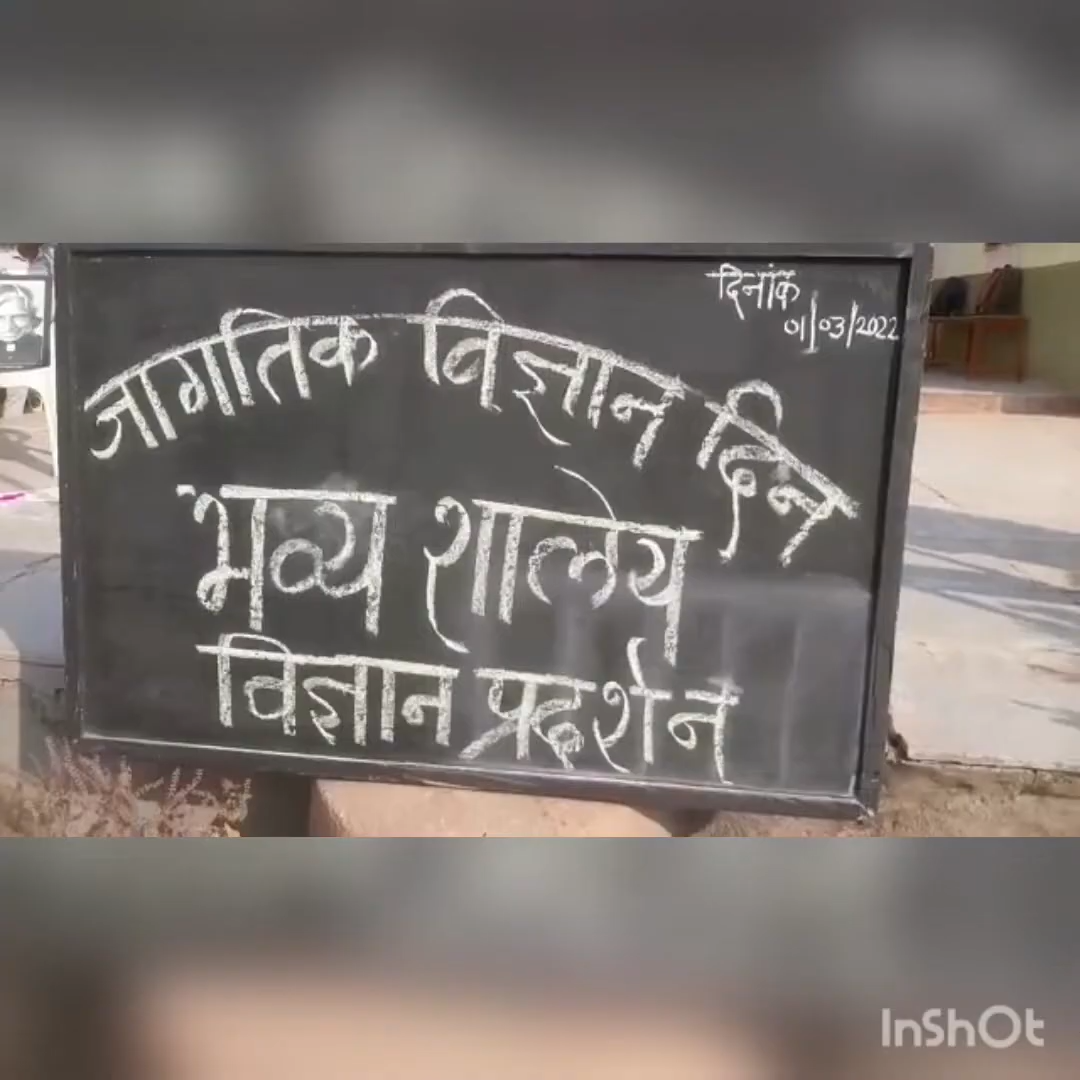 दिनांक
01/03/2022
जागतिक विज्ञान दिन
भव्य शालेय
विज्ञान प्रदर्शन
InShOt